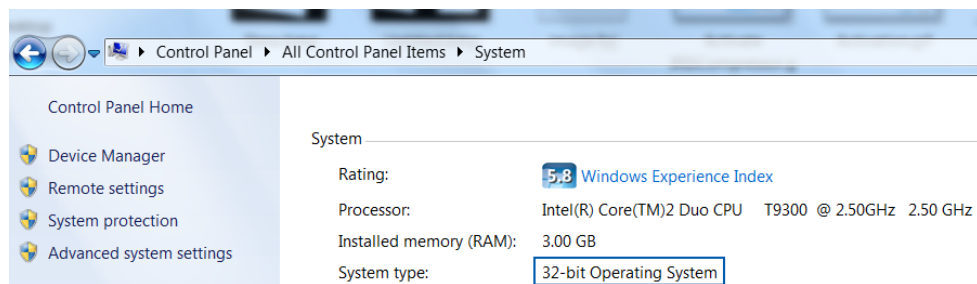 Control Panel All Control Panel Items System
Control Panel Home
Device Manager
Remote settings
System protection
Advanced system settings
System
Rating: 5.8 Windows Experience Index
Processor: Intel(R) Core(TM)2 Duo CPU T9300 @ 2.50GHz 2.50 GHz
Installed memory (RAM): 3.00 GB
System type: 32-bit Operating System